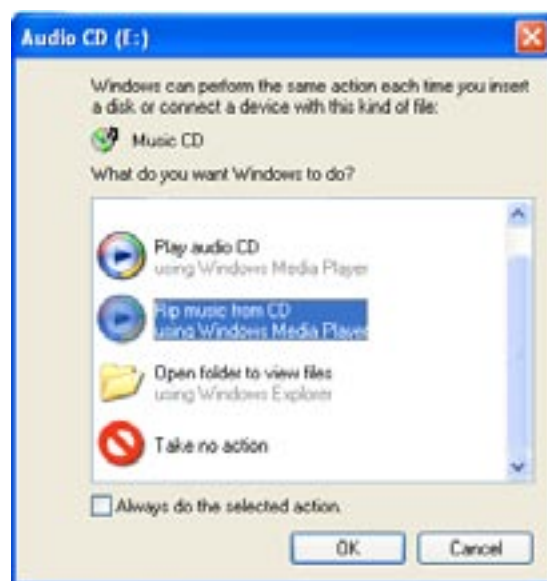 Audio CD (E:)
Windows can perform the same action each time you insert
a disk or connect a device with this kind of file:
Music CD
What do you want Windows to do?
Play audio CD
using Windows Media Player
Rip music from CD
using Windows Media Player
Open folder to view files
using Windows Explorer
Take no action
Always do the selected action.
OK
Cancel